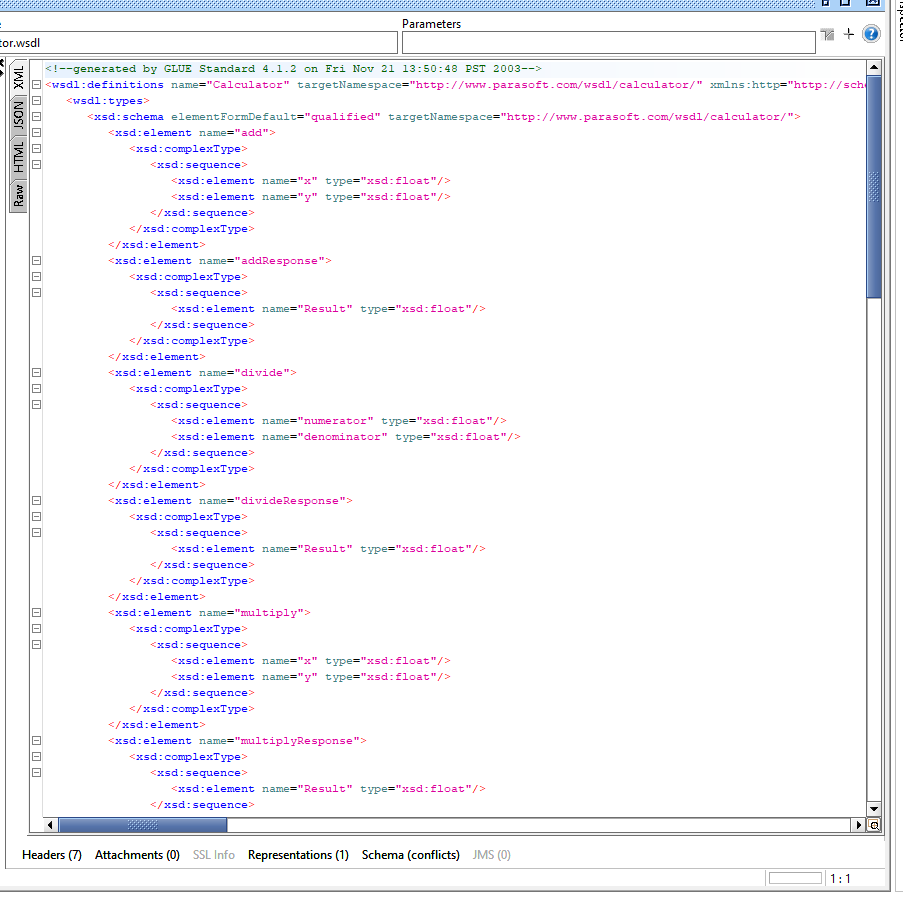 Parameters
tor.wsdl
XML
JSON
HTML
Raw
<!--generated by GLUE Standard 4.1.2 on Fri Nov 21 13:50:48 PST 2003-->
<wsdl:definitions name="Calculator" targetNamespace="http://www.parasoft.com/wsdl/calculator/" xmlns:http="http://sche
<wsdl:types>
<xsd:schema elementFormDefault="qualified" targetNamespace="http://www.parasoft.com/wsdl/calculator/">
<xsd:element name="add">
<xsd:complexType>
<xsd:sequence>
<xsd:element name="x" type="xsd:float"/>
<xsd:element name="y" type="xsd:float"/>
</xsd:sequence>
</xsd:complexType>
</xsd:element>
<xsd:element name="addResponse">
<xsd:complexType>
<xsd:sequence>
<xsd:element name="Result" type="xsd:float"/>
</xsd:sequence>
</xsd:complexType>
</xsd:element>
<xsd:element name="divide">
<xsd:complexType>
<xsd:sequence>
<xsd:element name="numerator" type="xsd:float"/>
<xsd:element name="denominator" type="xsd:float"/>
</xsd:sequence>
</xsd:complexType>
</xsd:element>
<xsd:element name="divideResponse">
<xsd:complexType>
<xsd:sequence>
<xsd:element name="Result" type="xsd:float"/>
</xsd:sequence>
</xsd:complexType>
</xsd:element>
<xsd:element name="multiply">
<xsd:complexType>
<xsd:sequence>
<xsd:element name="x" type="xsd:float"/>
<xsd:element name="y" type="xsd:float"/>
</xsd:sequence>
</xsd:complexType>
</xsd:element>
<xsd:element name="multiplyResponse">
<xsd:complexType>
<xsd:sequence>
<xsd:element name="Result" type="xsd:float"/>
</xsd:sequence>
Headers (7) Attachments (0) SSL Info Representations (1) Schema (conflicts) JMS (0)
1 : 1